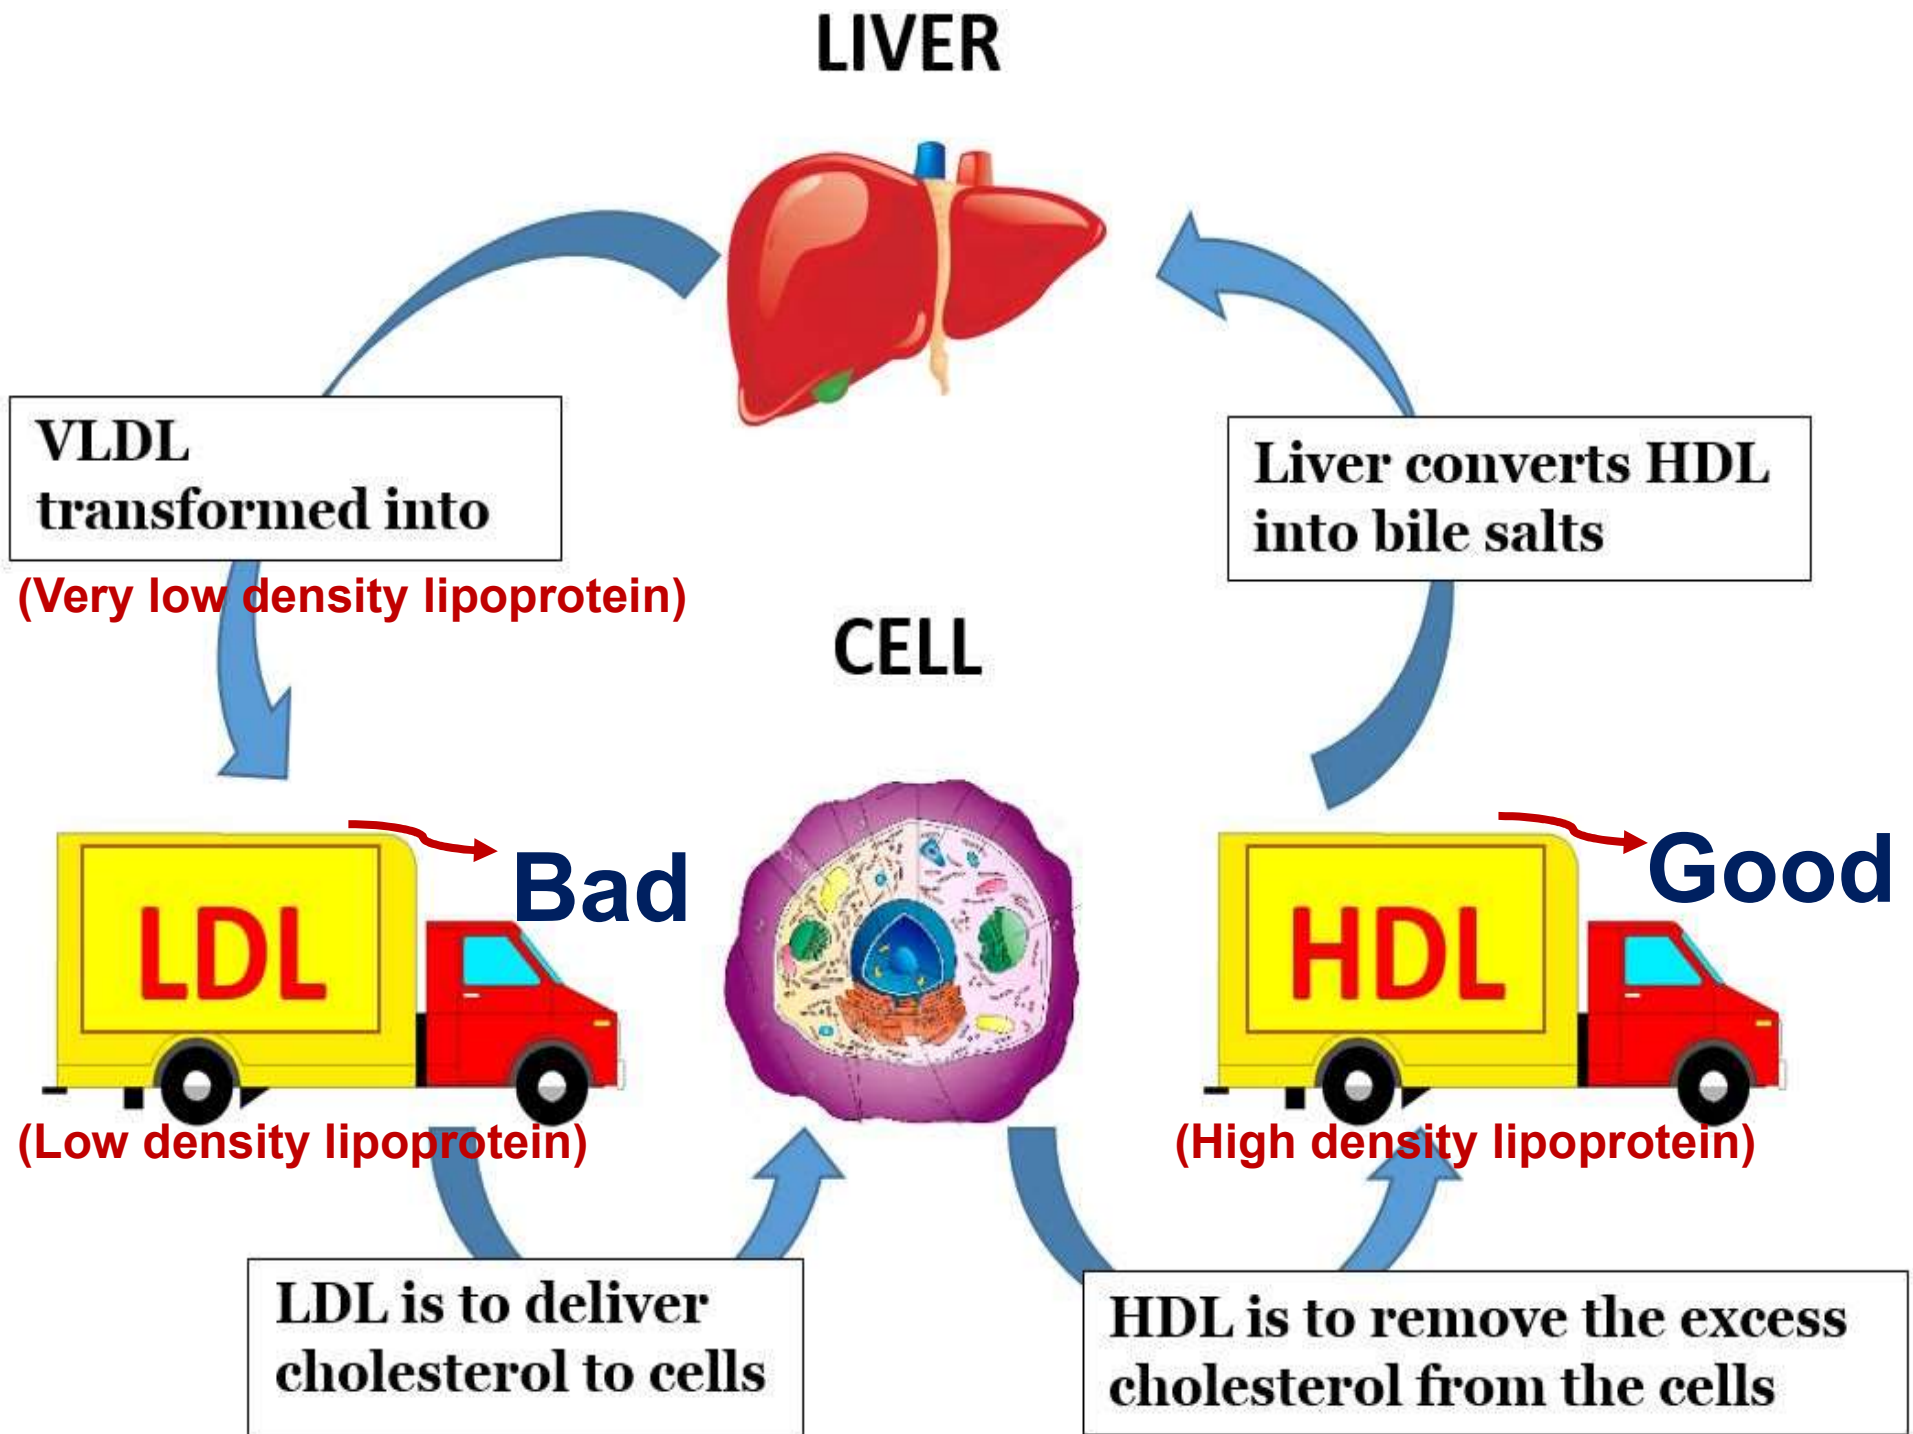 LIVER
VLDL
transformed into
(Very low density lipoprotein)
Liver converts HDL
into bile salts
CELL
Bad
LDL
(Low density lipoprotein)
Good
HDL
(High density lipoprotein)
LDL is to deliver
cholesterol to cells
HDL is to remove the excess
cholesterol from the cells